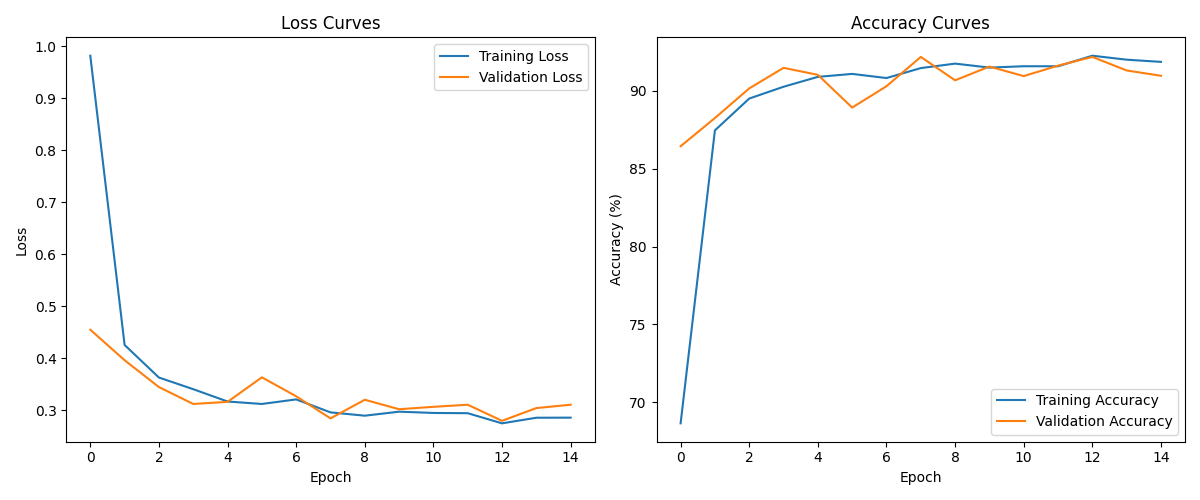 Loss Curves
1.0
0.9
0.8
0.7
0.6
0.5
0.4
0.3
Loss
0 2 4 6 8 10 12 14
Epoch
Training Loss
Validation Loss
Accuracy Curves
90
85
80
75
70
Accuracy (%)
0 2 4 6 8 10 12 14
Epoch
Training Accuracy
Validation Accuracy